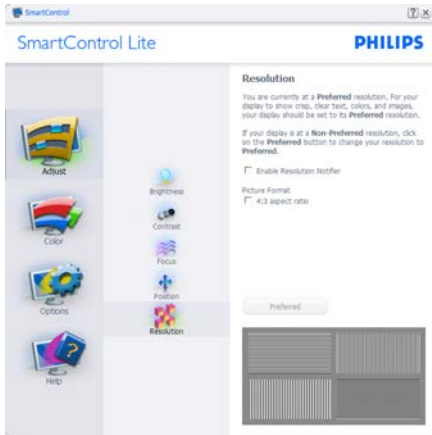 SmartControl
SmartControl Lite
PHILIPS
Adjust
Color
Options
Help
Brightness
Contrast
Focus
Position
Resolution
Resolution
You are currently at a Preferred resolution. For your
display to show crisp, clear text, colors, and images,
your display should be set to its Preferred resolution.
If your display is at a Non-Preferred resolution, click
on the Preferred button to change your resolution to
Preferred.
Enable Resolution Notifier
Picture Format
4:3 aspect ratio
Preferred